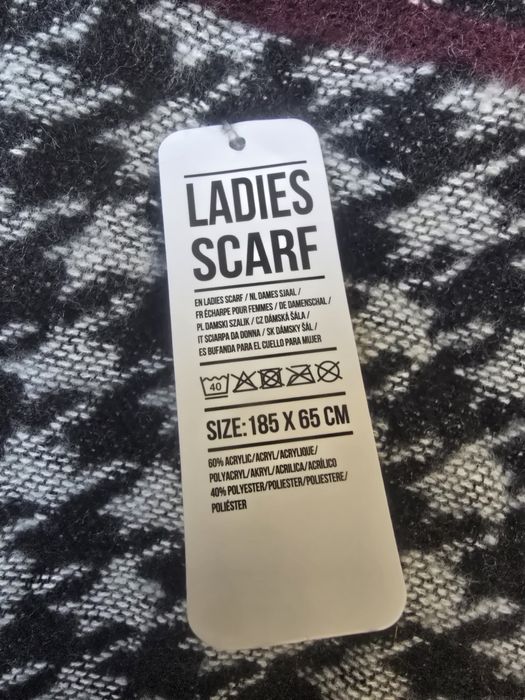 LADIES
SCARF
EN LADIES SCARF / NL DAMES SJAAL /
FR ÉCHARPE POUR FEMMES / DE DAMENSCHAL /
PL DAMSKI SZALIK / CZ DÁMSKÁ ŠÁLA /
IT SCIARPA DA DONNA / SK DÁMSKY ŠÁL /
ES BUFANDA PARA EL CUELLO PARA MUJER
40
SIZE: 185 X 65 CM
60% ACRYLIC/ACRYL/ACRYLIQUE/
POLYACRYL/AKRYL/ACRILICA/ACRÍLICO
40% POLYESTER/POLIESTER/POLIESTERE/
POLIÉSTER